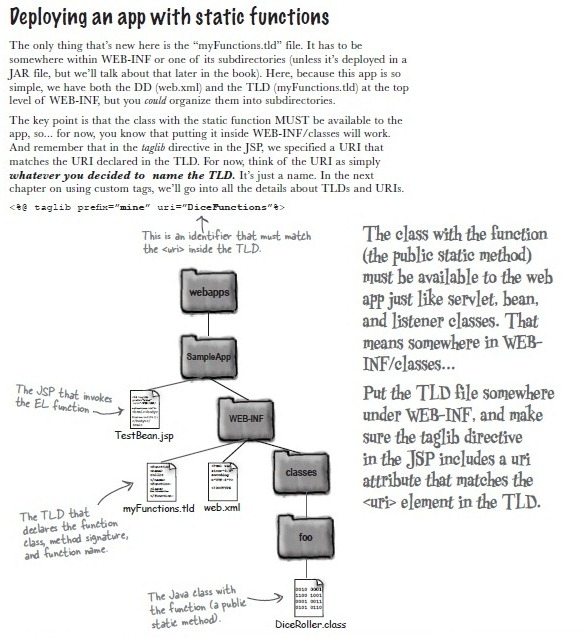 Deploying an app with static functions
The only thing that's new here is the "myFunctions.tld" file. It has to be
somewhere within WEB-INF or one of its subdirectories (unless it's deployed in a
JAR file, but we'll talk about that later in the book). Here, because this app is so
simple, we have both the DD (web.xml) and the TLD (myFunctions.tld) at the top
level of WEB-INF, but you could organize them into subdirectories.
The key point is that the class with the static function MUST be available to the
app, so... for now, you know that putting it inside WEB-INF/classes will work.
And remember that in the taglib directive in the JSP, we specified a URI that
matches the URI declared in the TLD. For now, think of the URI as simply
whatever you decided to name the TLD. It's just a name. In the next
chapter on using custom tags, we'll go into all the details about TLDs and URIs.
<%@ taglib prefix="mine" uri="DiceFunctions"%>
This is an identifier that must match
the <uri> inside the TLD.
The class with the function
(the public static method)
must be available to the web
app just like servlet, bean,
and listener classes. That
means somewhere in WEB-
INF/classes...
Put the TLD file somewhere
under WEB-INF, and make
sure the taglib directive
in the JSP includes a uri
attribute that matches the
<uri> element in the TLD.
webapps
SampleApp
The JSP that invokes
the EL function
TestBean.jsp
WEB-INF
classes
myFunctions.tld
web.xml
The TLD that
declares the function
class, method signature,
and function name.
foo
The Java class with
the function (a public
static method).
0010 0001
1100 1001
0001 0011
0101 0110
DiceRoller.class